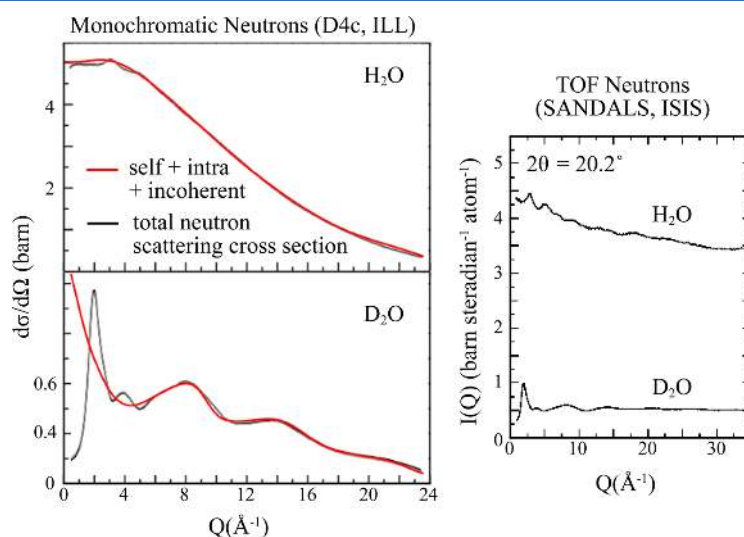 Monochromatic Neutrons (D4c, ILL)
H₂O
4
2
self + intra
+ incoherent
total neutron
scattering cross section
dσ/dΩ (barn)
D₂O
0.6
0.4
0
0 4 8 12 16 20 24
Q(Å⁻¹)
TOF Neutrons
(SANDALS, ISIS)
2θ = 20.2°
5
H₂O
4
3
2
D₂O
1
0
I(Q) (barn steradian⁻¹ atom⁻¹)
0 10 20 30
Q(Å⁻¹)